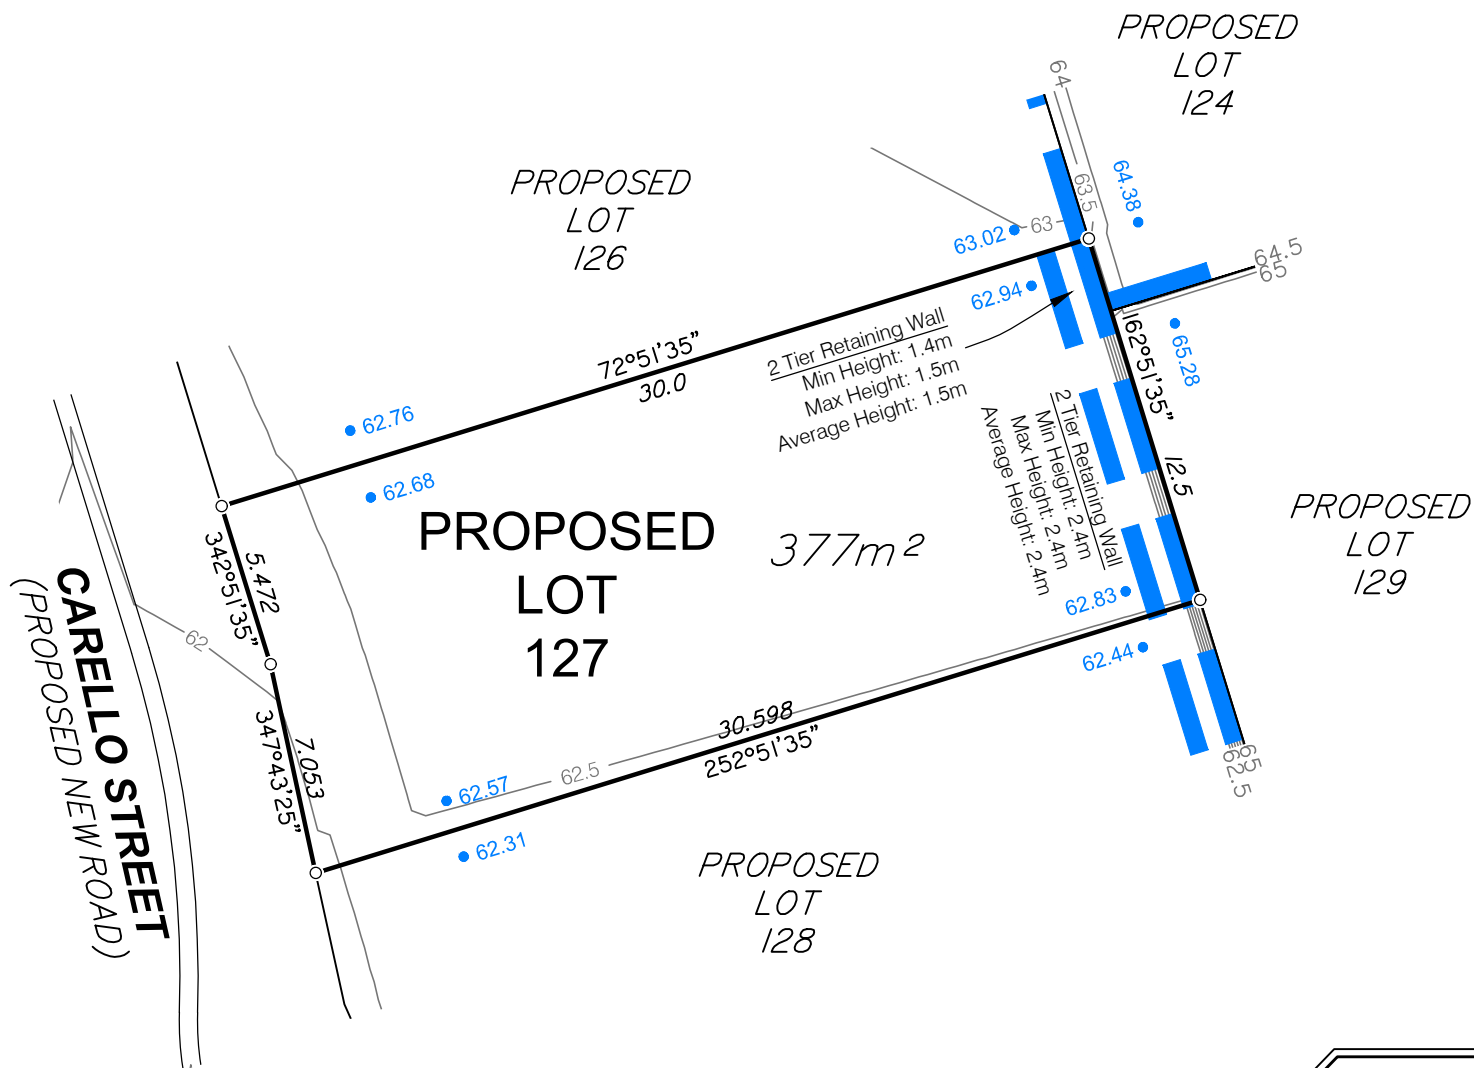 PROPOSED
LOT
124
64
63.5
64.38
PROPOSED
LOT
126
63.02
63
64.5
65
62.94
65.28
162°51'35"
12.5
2 Tier Retaining Wall
Min Height: 1.4m
Max Height: 1.5m
Average Height: 1.5m
72°51'35"
30.0
2 Tier Retaining Wall
Min Height: 2.4m
Max Height: 2.4m
Average Height: 2.4m
62.76
62.68
PROPOSED
LOT
127
377m²
PROPOSED
LOT
129
5.472
342°51'35"
62
CARELLO STREET
(PROPOSED NEW ROAD)
7.053
347°43'25"
62.83
62.44
30.598
252°51'35"
62.5
62.57
62.31
65
62.5
PROPOSED
LOT
128